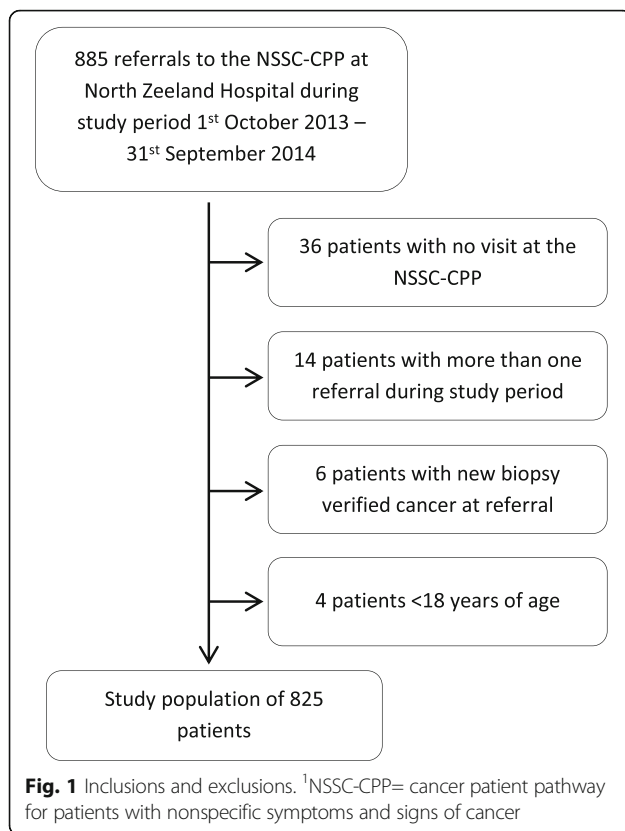 885 referrals to the NSSC-CPP at
North Zeeland Hospital during
study period 1st October 2013 –
31st September 2014
36 patients with no visit at the
NSSC-CPP
14 patients with more than one
referral during study period
6 patients with new biopsy
verified cancer at referral
4 patients <18 years of age
Study population of 825
patients
Fig. 1 Inclusions and exclusions. 1NSSC-CPP= cancer patient pathway
for patients with nonspecific symptoms and signs of cancer